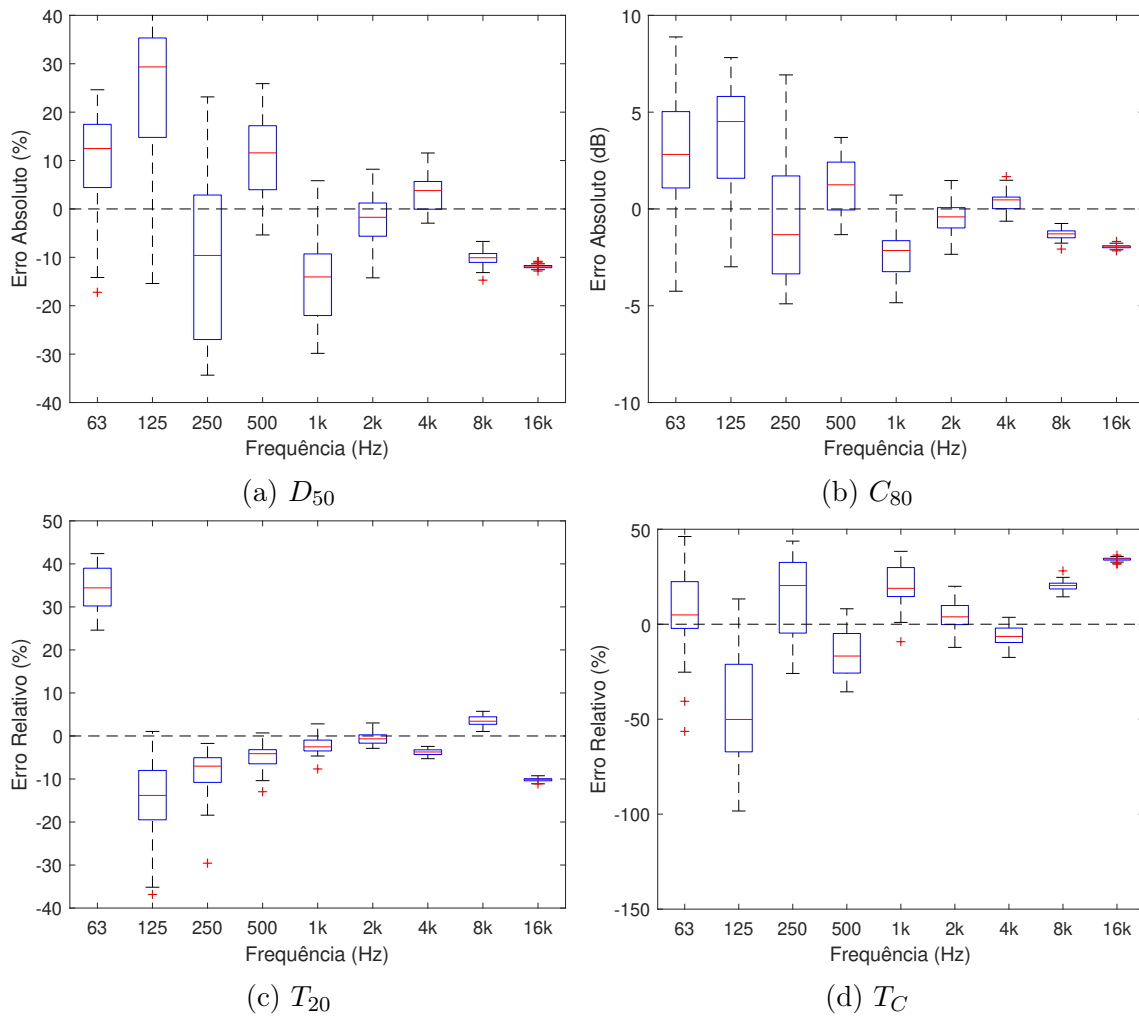 40
30
20
10
0
-10
-20
-30
-40
Erro Absoluto (%)
63 125 250 500 1k 2k 4k 8k 16k
Frequência (Hz)
(a) D50
10
5
0
-5
-10
Erro Absoluto (dB)
63 125 250 500 1k 2k 4k 8k 16k
Frequência (Hz)
(b) C80
50
40
30
20
10
0
-10
-20
-30
-40
Erro Relativo (%)
63 125 250 500 1k 2k 4k 8k 16k
Frequência (Hz)
(c) T20
50
0
-50
-100
-150
Erro Relativo (%)
63 125 250 500 1k 2k 4k 8k 16k
Frequência (Hz)
(d) TC